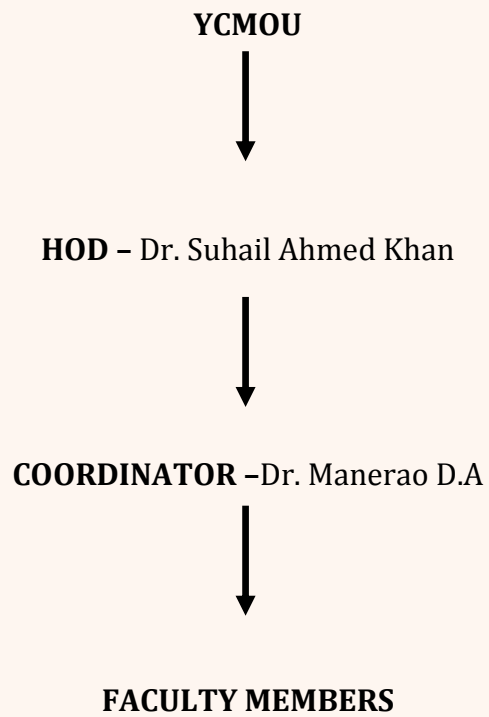 YCMOU
HOD – Dr. Suhail Ahmed Khan
COORDINATOR –Dr. Manerao D.A
FACULTY MEMBERS